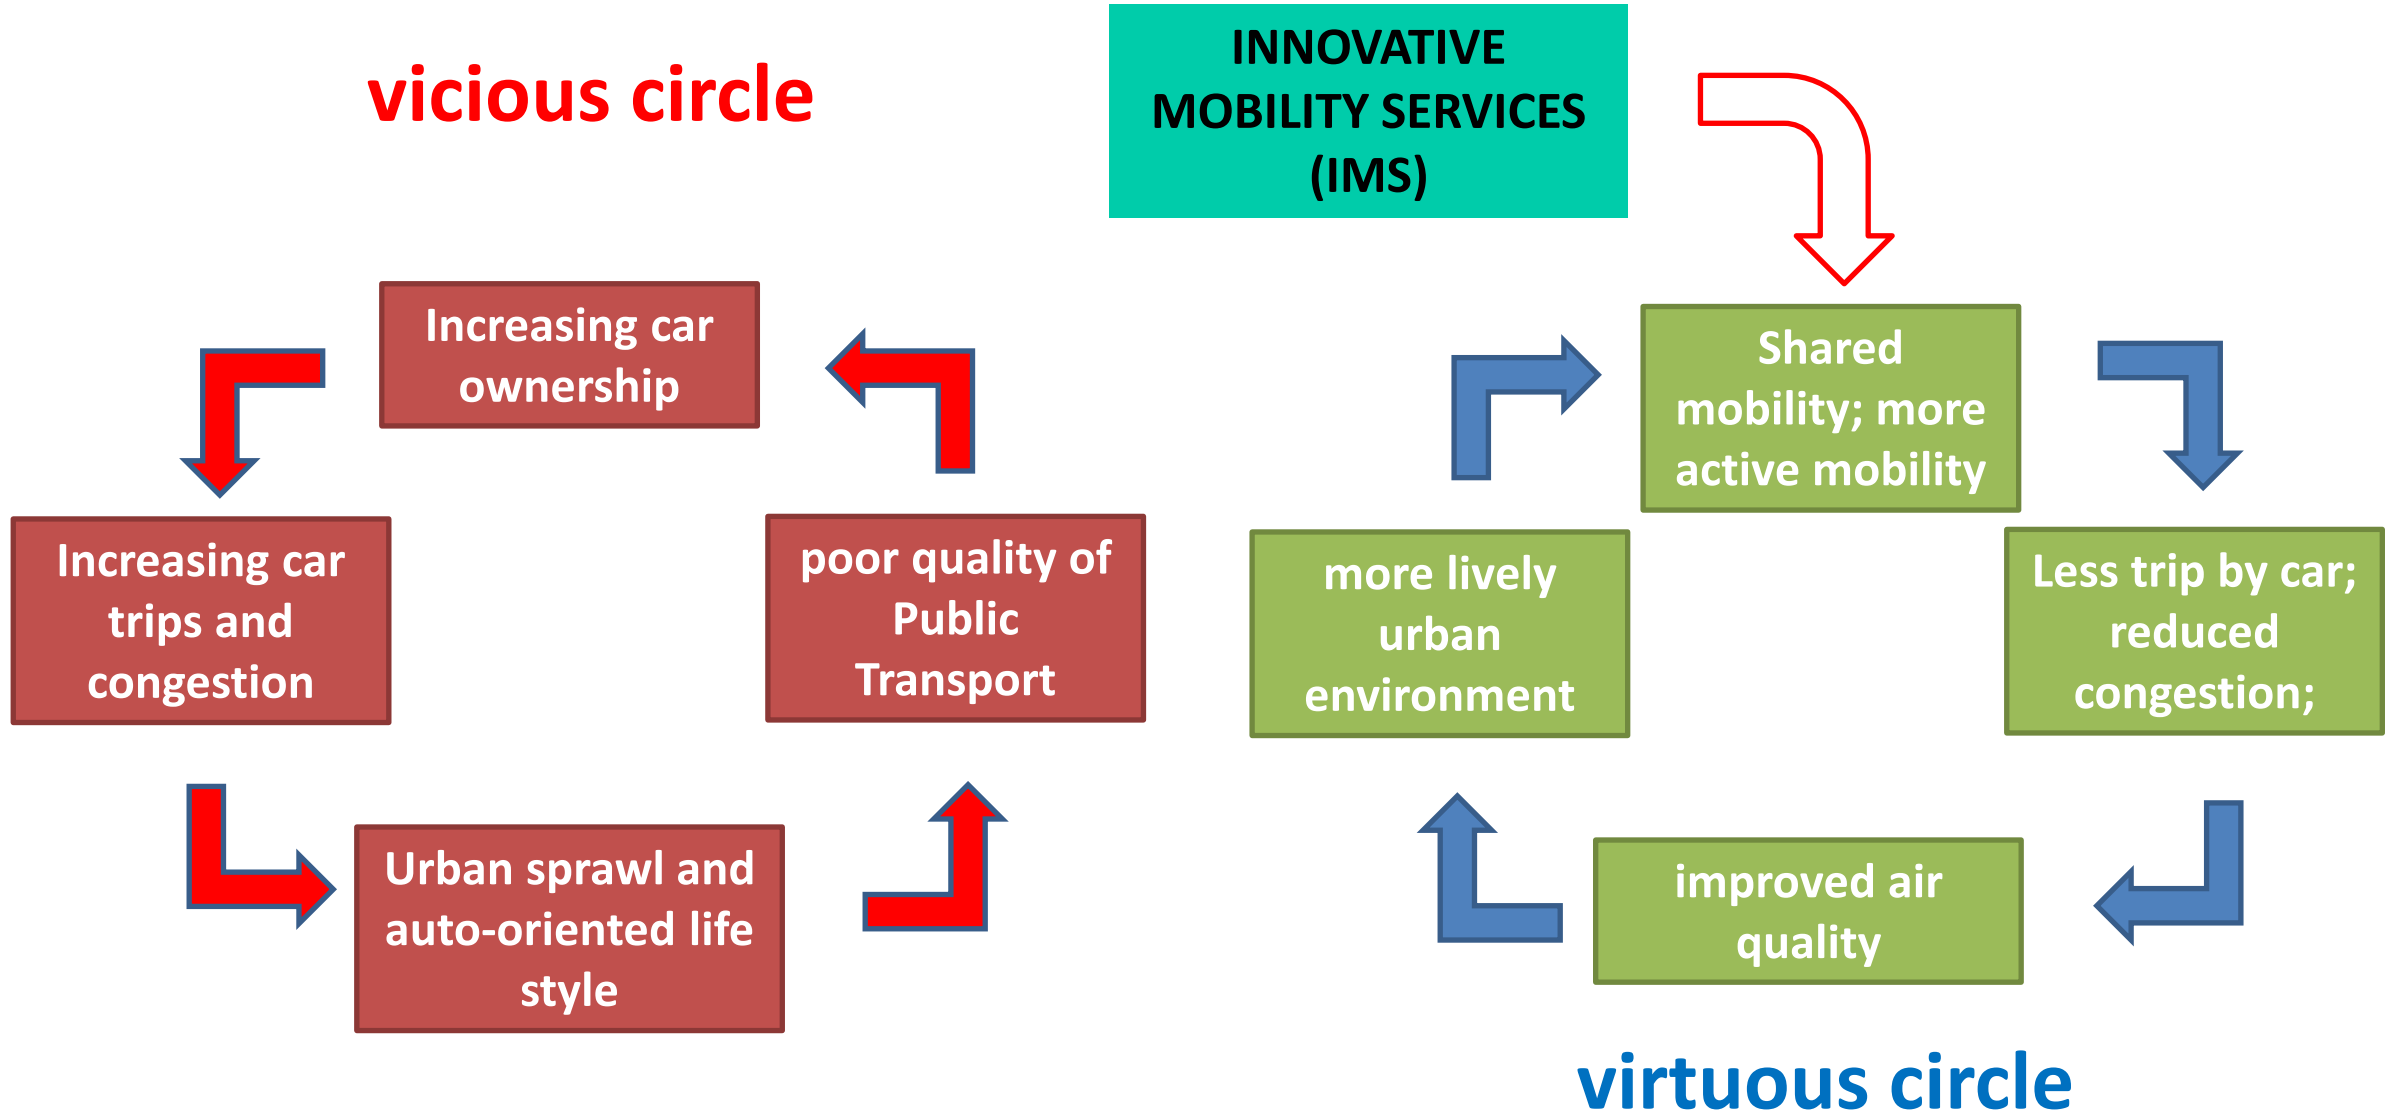 vicious circle
INNOVATIVE
MOBILITY SERVICES
(IMS)
Increasing car
ownership
Increasing car
trips and
congestion
poor quality of
Public
Transport
Urban sprawl and
auto-oriented life
style
Shared
mobility; more
active mobility
more lively
urban
environment
Less trip by car;
reduced
congestion;
improved air
quality
virtuous circle